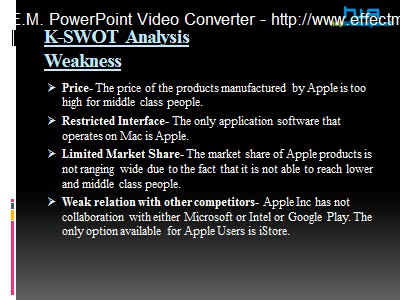 E.M. PowerPoint Video Converter - http://www.effectm
K-SWOT Analysis
Weakness
Price- The price of the products manufactured by Apple is too
high for middle class people.
Restricted Interface- The only application software that
operates on Mac is Apple.
Limited Market Share- The market share of Apple products is
not ranging wide due to the fact that it is not able to reach lower
and middle class people.
Weak relation with other competitors- Apple Inc has not
collaboration with either Microsoft or Intel or Google Play. The
only option available for Apple Users is iStore.